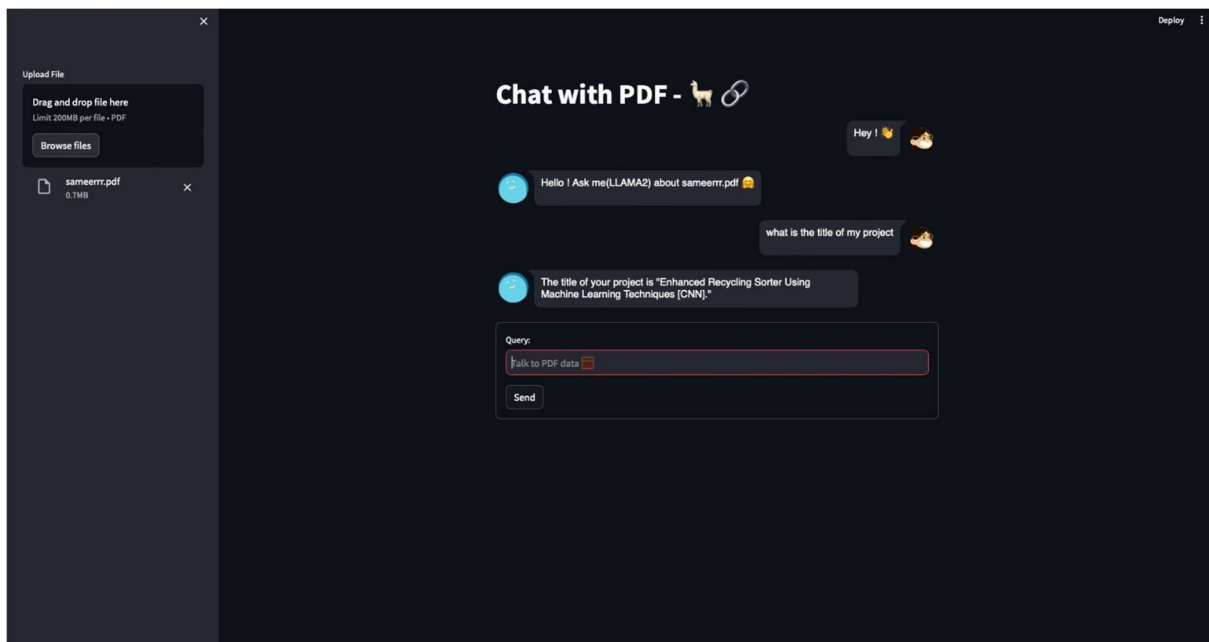 Deploy
Upload File
Drag and drop file here
Limit 200MB per file • PDF
Browse files
sameerrr.pdf
0.7MB
Chat with PDF - 🦙 🔗
Hey ! 👋
Hello ! Ask me(LLAMA2) about sameerrr.pdf 🤗
what is the title of my project
The title of your project is "Enhanced Recycling Sorter Using
Machine Learning Techniques [CNN]."
Query:
Talk to PDF data 🧮
Send